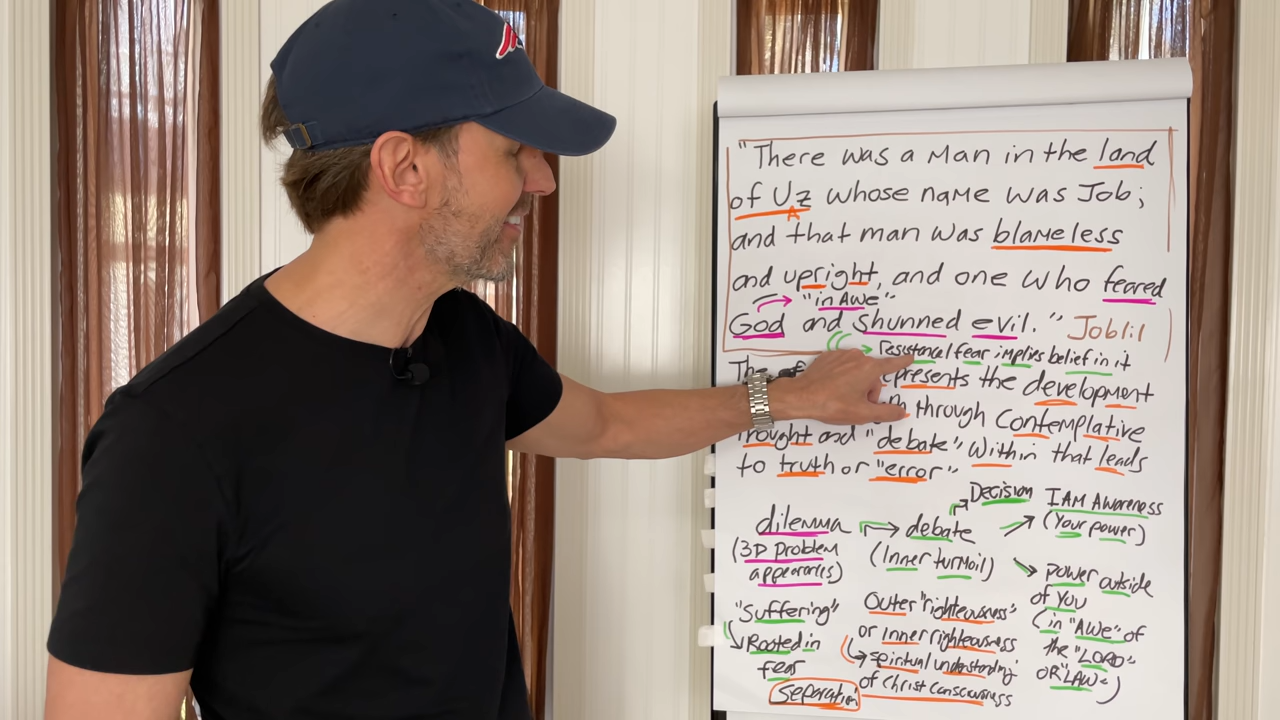 "There was a Man in the land
of Uz whose name was Job;
and that man was blameless
and upright, and one who feared
"in Awe"
God and shunned evil." Job 1:1
resistance/fear implies belief in it
The represents the development
through Contemplative
thought and "debate" within that leads
to truth or "error"
dilemma
(3D problem
appearances)
debate
(Inner turmoil)
Decision
I AM AWARENESS
(Your power)
power outside
of You
(in "AWE" of
the "LORD"
OR "LAW")
"Suffering"
Rooted in
fear
Separation
Outer "righteousness"
or Inner righteousness
spiritual understanding
of Christ Consciousness